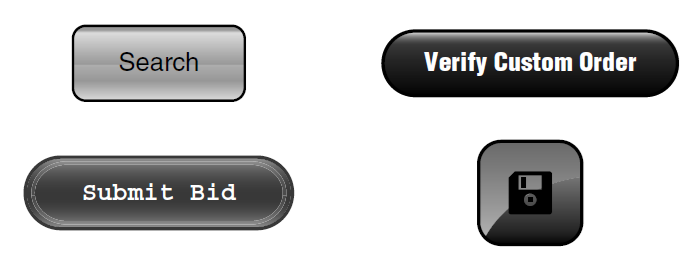 Search
Verify Custom Order
Submit Bid